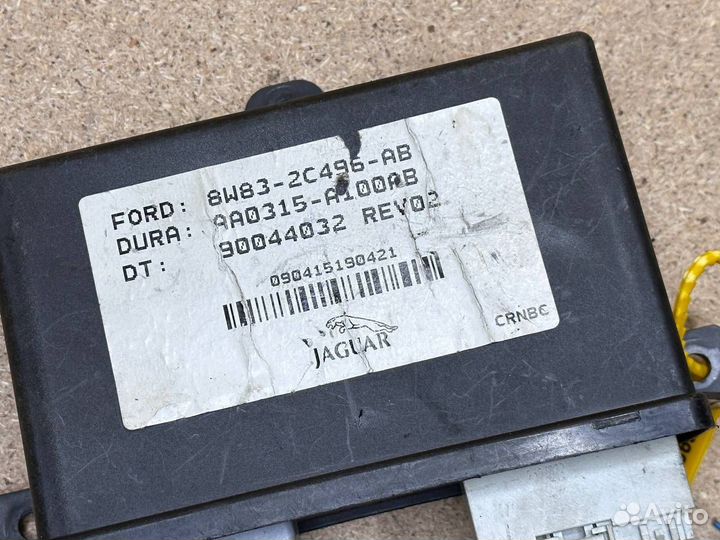 FORD: 8W83-2C496-AB
DURA: AA0315-A100AB
DT: 90044032 REV02
090415190421
JAGUAR
CRNBC
Avito